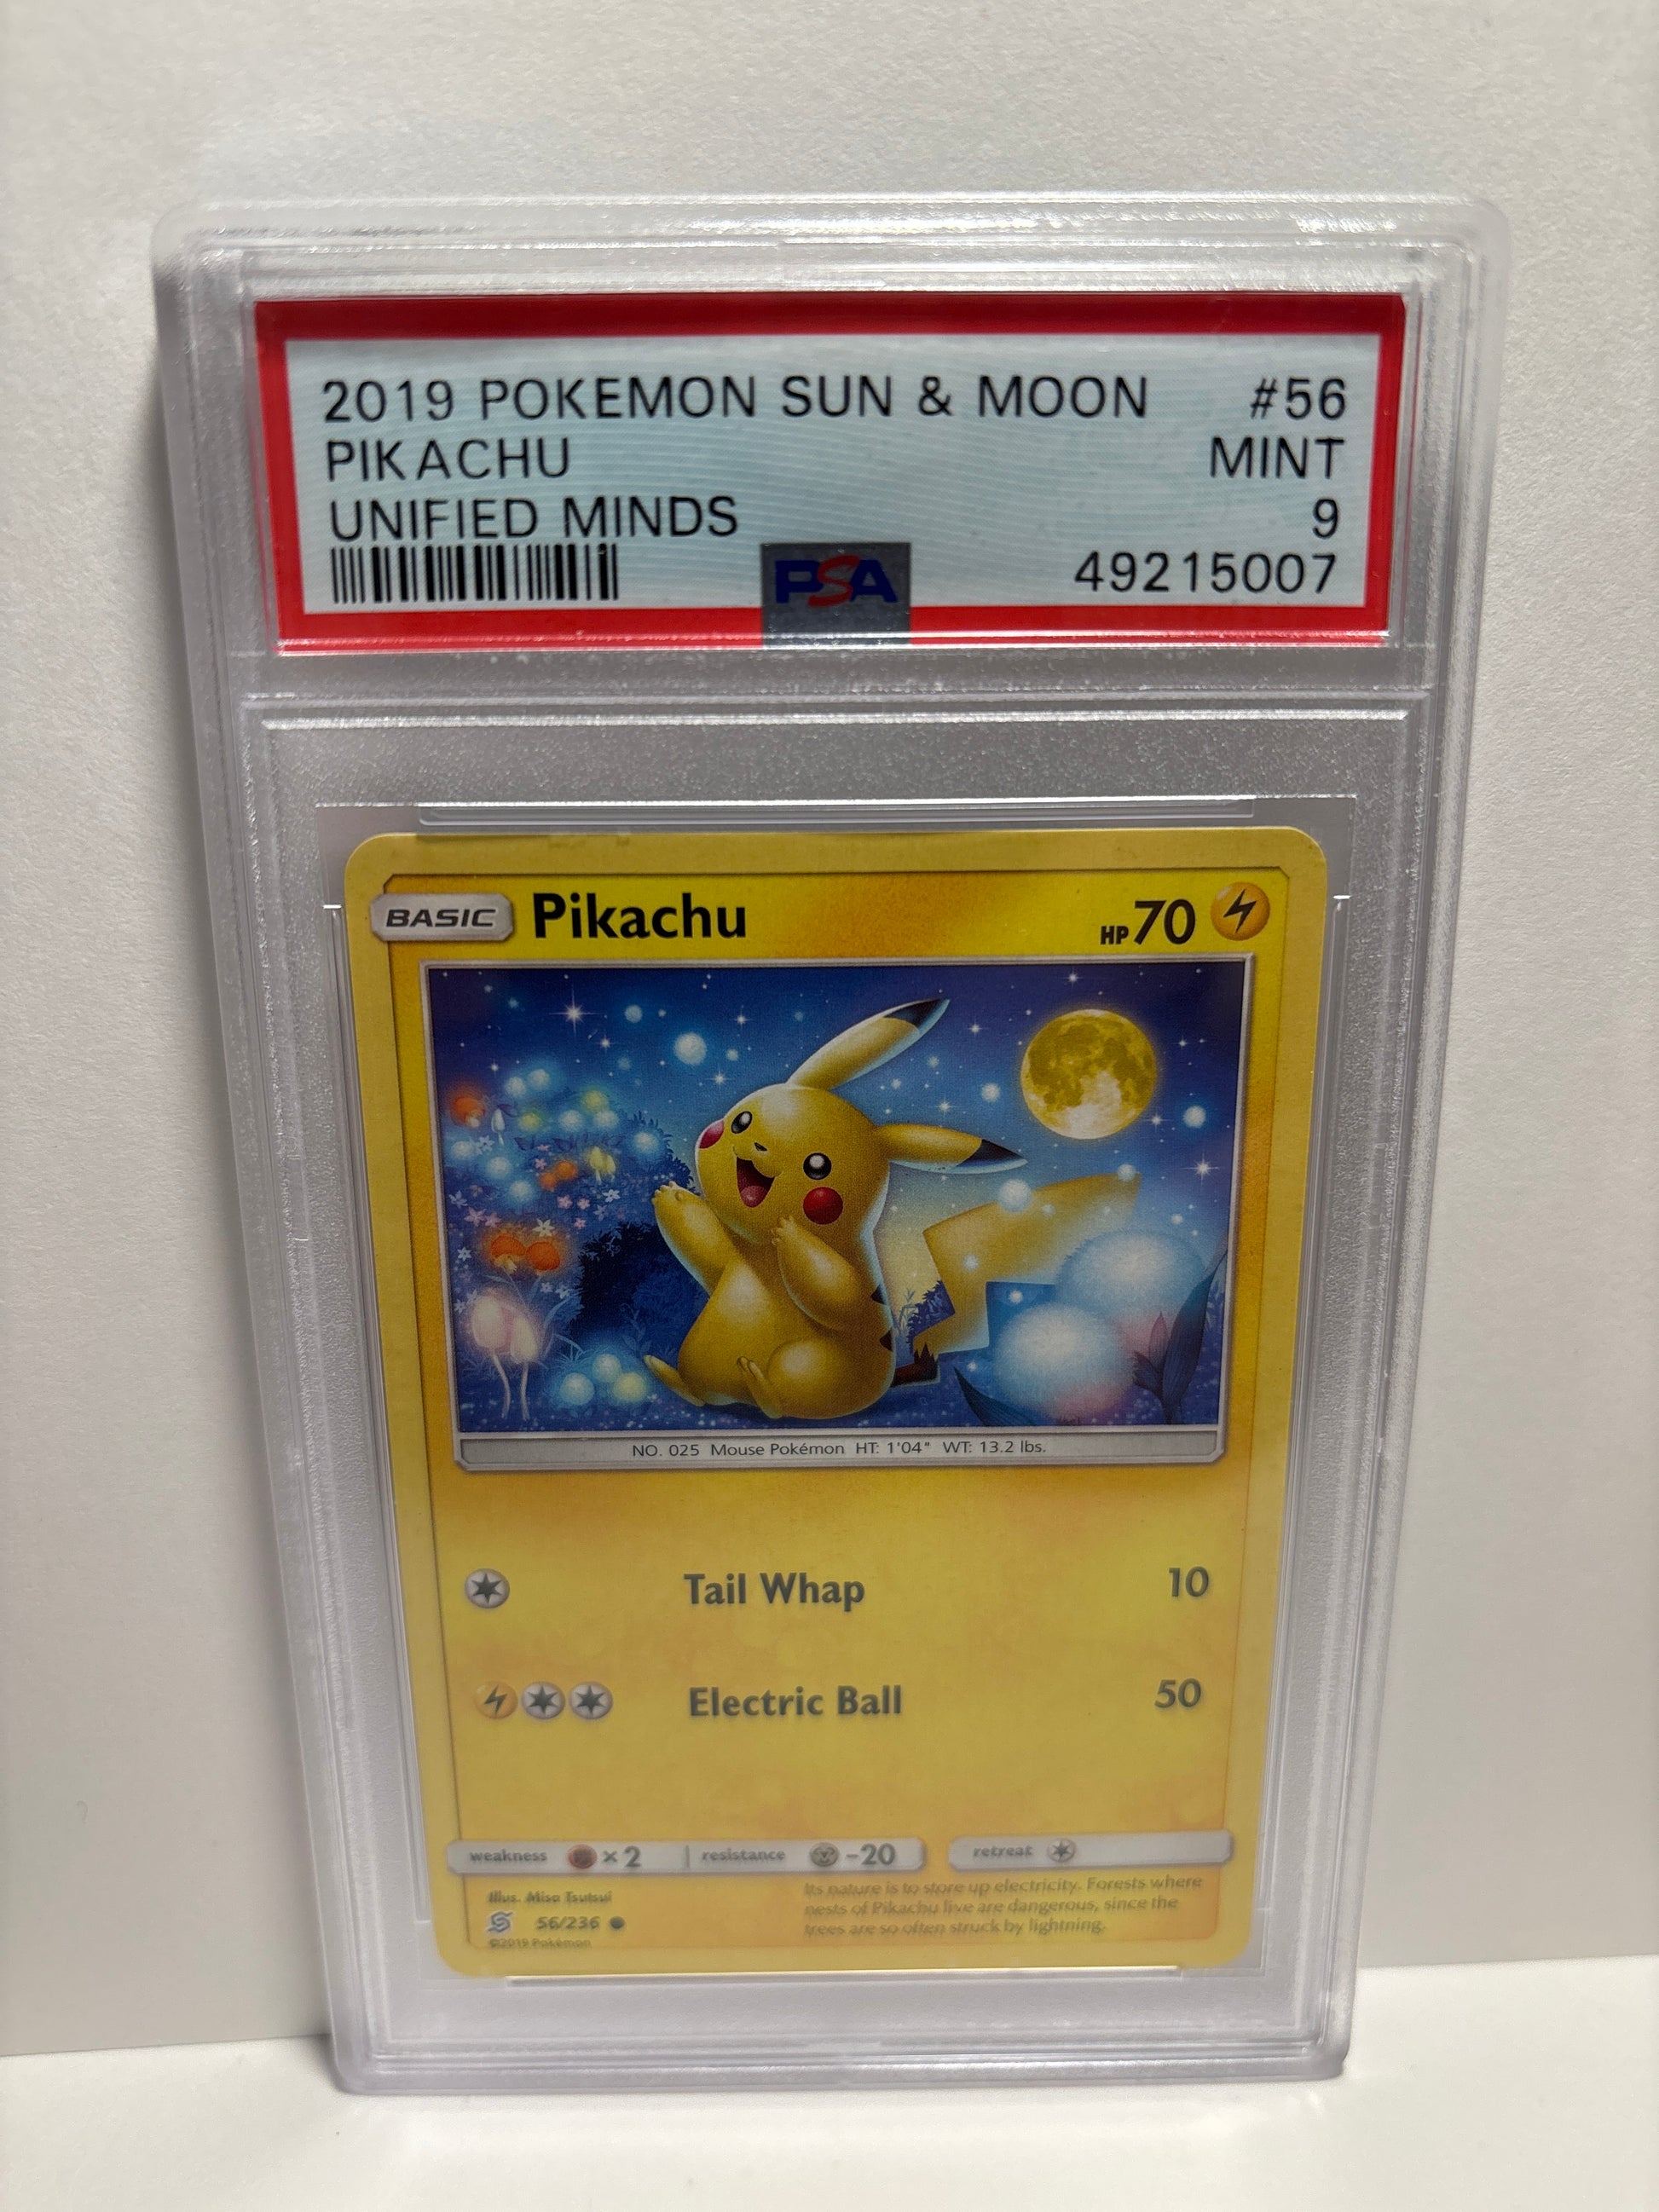 2019 POKEMON SUN & MOON #56
PIKACHU MINT
UNIFIED MINDS 9
PSA 49215007
BASIC Pikachu HP 70
NO. 025 Mouse Pokémon HT: 1'04" WT: 13.2 lbs.
Tail Whap 10
Electric Ball 50
weakness ×2 resistance -20 retreat
Illus. Misa Tsutsui
56/236
©2019 Pokémon
Its nature is to store up electricity. Forests where
nests of Pikachu live are dangerous, since the
trees are so often struck by lightning.